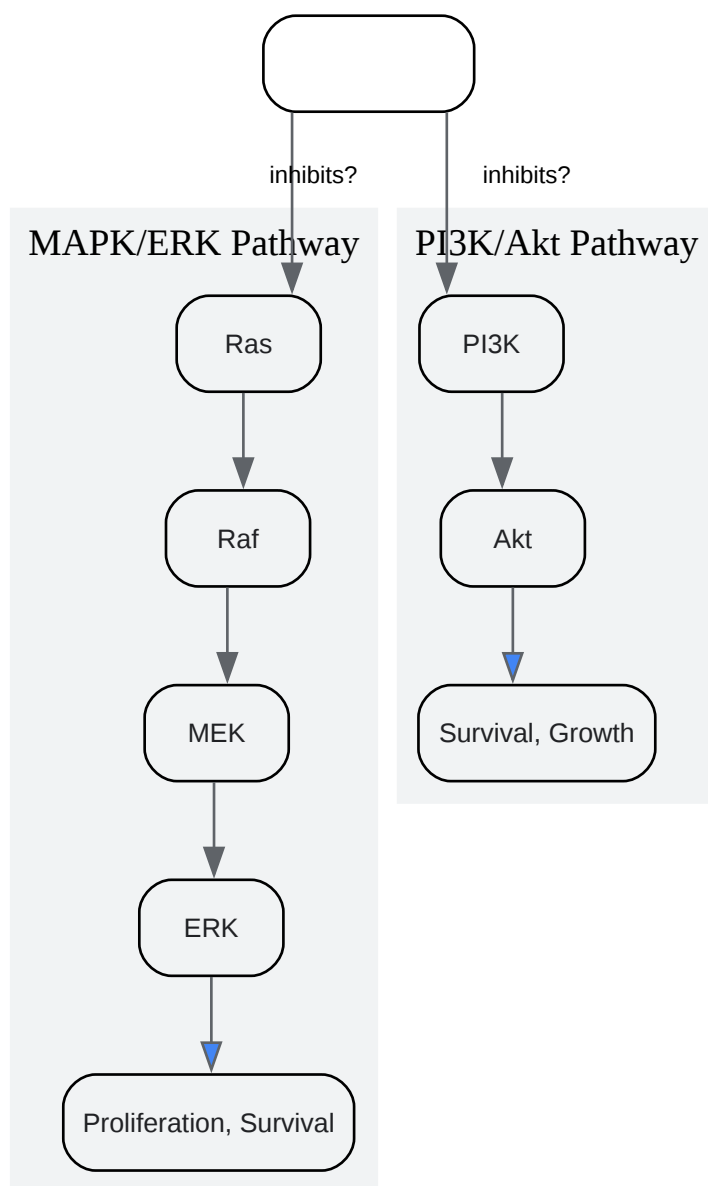 inhibits?
inhibits?
MAPK/ERK Pathway
PI3K/Akt Pathway
Ras
PI3K
Raf
Akt
MEK
Survival, Growth
ERK
Proliferation, Survival